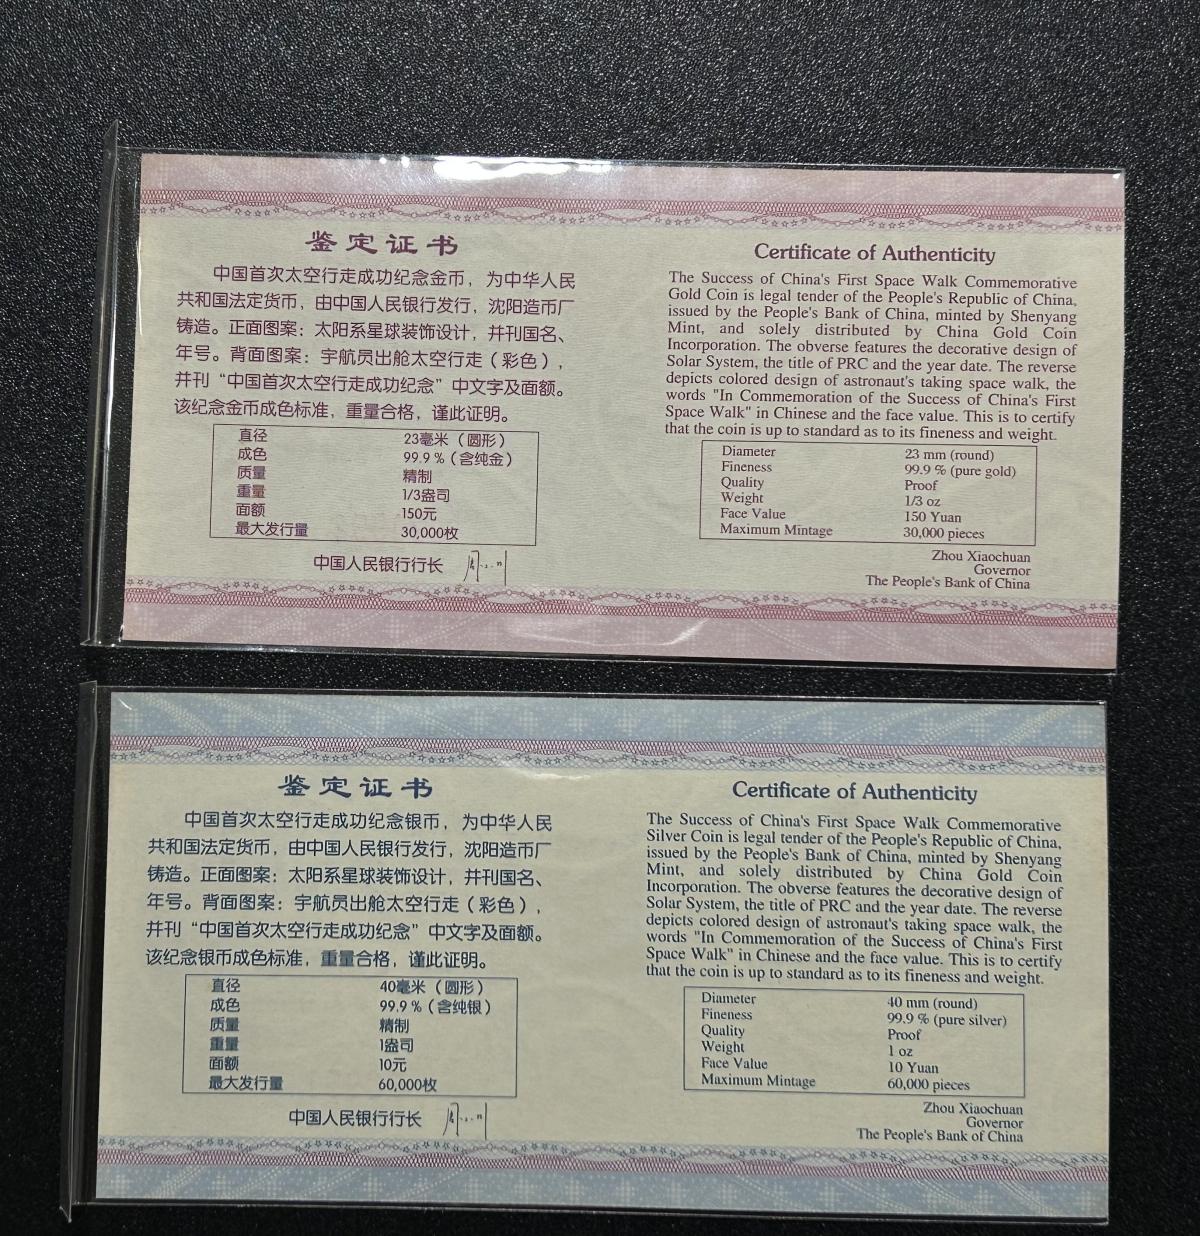 鉴定证书
中国首次太空行走成功纪念金币，为中华人民
共和国法定货币，由中国人民银行发行，沈阳造币厂
铸造。正面图案：太阳系星球装饰设计，并刊国名、
年号。背面图案：宇航员出舱太空行走（彩色），
并刊“中国首次太空行走成功纪念”中文字及面额。
该纪念金币成色标准，重量合格，谨此证明。
直径 23毫米（圆形）
成色 99.9％（含纯金）
质量 精制
重量 1/3盎司
面额 150元
最大发行量 30,000枚
中国人民银行行长
Certificate of Authenticity
The Success of China's First Space Walk Commemorative
Gold Coin is legal tender of the People's Republic of China,
issued by the People's Bank of China, minted by Shenyang
Mint, and solely distributed by China Gold Coin
Incorporation. The obverse features the decorative design of
Solar System, the title of PRC and the year date. The reverse
depicts colored design of astronaut's taking space walk, the
words "In Commemoration of the Success of China's First
Space Walk" in Chinese and the face value. This is to certify
that the coin is up to standard as to its fineness and weight.
Diameter 23 mm (round)
Fineness 99.9 % (pure gold)
Quality Proof
Weight 1/3 oz
Face Value 150 Yuan
Maximum Mintage 30,000 pieces
Zhou Xiaochuan
Governor
The People's Bank of China
鉴定证书
中国首次太空行走成功纪念银币，为中华人民
共和国法定货币，由中国人民银行发行，沈阳造币厂
铸造。正面图案：太阳系星球装饰设计，并刊国名、
年号。背面图案：宇航员出舱太空行走（彩色），
并刊“中国首次太空行走成功纪念”中文字及面额。
该纪念银币成色标准，重量合格，谨此证明。
直径 40毫米（圆形）
成色 99.9％（含纯银）
质量 精制
重量 1盎司
面额 10元
最大发行量 60,000枚
中国人民银行行长
Certificate of Authenticity
The Success of China's First Space Walk Commemorative
Silver Coin is legal tender of the People's Republic of China,
issued by the People's Bank of China, minted by Shenyang
Mint, and solely distributed by China Gold Coin
Incorporation. The obverse features the decorative design of
Solar System, the title of PRC and the year date. The reverse
depicts colored design of astronaut's taking space walk, the
words "In Commemoration of the Success of China's First
Space Walk" in Chinese and the face value. This is to certify
that the coin is up to standard as to its fineness and weight.
Diameter 40 mm (round)
Fineness 99.9 % (pure silver)
Quality Proof
Weight 1 oz
Face Value 10 Yuan
Maximum Mintage 60,000 pieces
Zhou Xiaochuan
Governor
The People's Bank of China